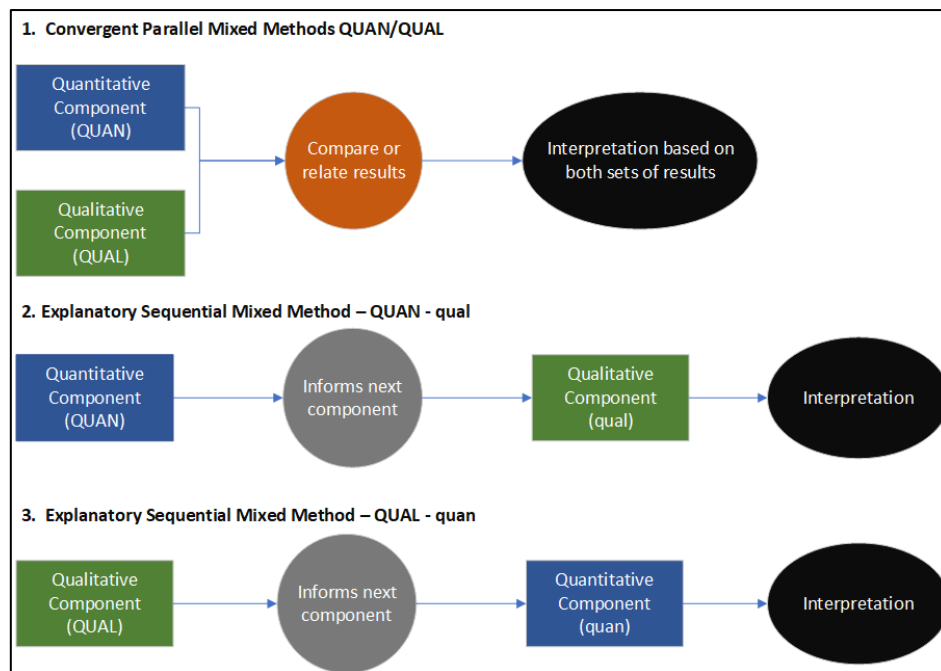 1. Convergent Parallel Mixed Methods QUAN/QUAL
Quantitative
Component
(QUAN)
Qualitative
Component
(QUAL)
Compare or
relate results
Interpretation based on
both sets of results
2. Explanatory Sequential Mixed Method – QUAN - qual
Quantitative
Component
(QUAN)
Informs next
component
Qualitative
Component
(qual)
Interpretation
3. Explanatory Sequential Mixed Method – QUAL - quan
Qualitative
Component
(QUAL)
Informs next
component
Quantitative
Component
(quan)
Interpretation